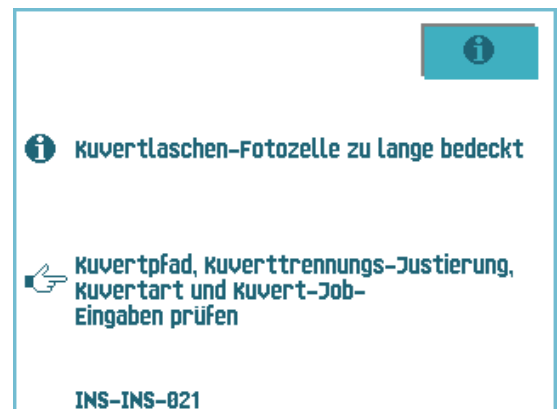 Kuvertlaschen-Fotozelle zu lange bedeckt
Kuvertpfad, Kuverttrennungs-Justierung,
Kuvertart und Kuvert-Job-
Eingaben prüfen
INS-INS-021